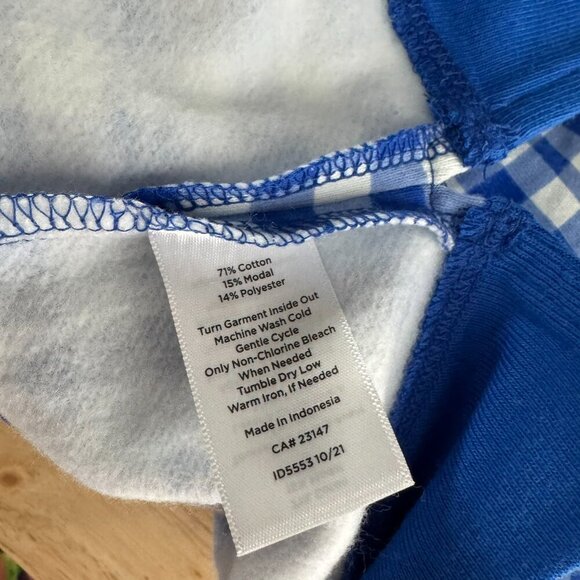 71% Cotton
15% Modal
14% Polyester
Turn Garment Inside Out
Machine Wash Cold
Gentle Cycle
Only Non-Chlorine Bleach
When Needed
Tumble Dry Low
Warm Iron, If Needed
Made In Indonesia
CA# 23147
ID5553 10/21